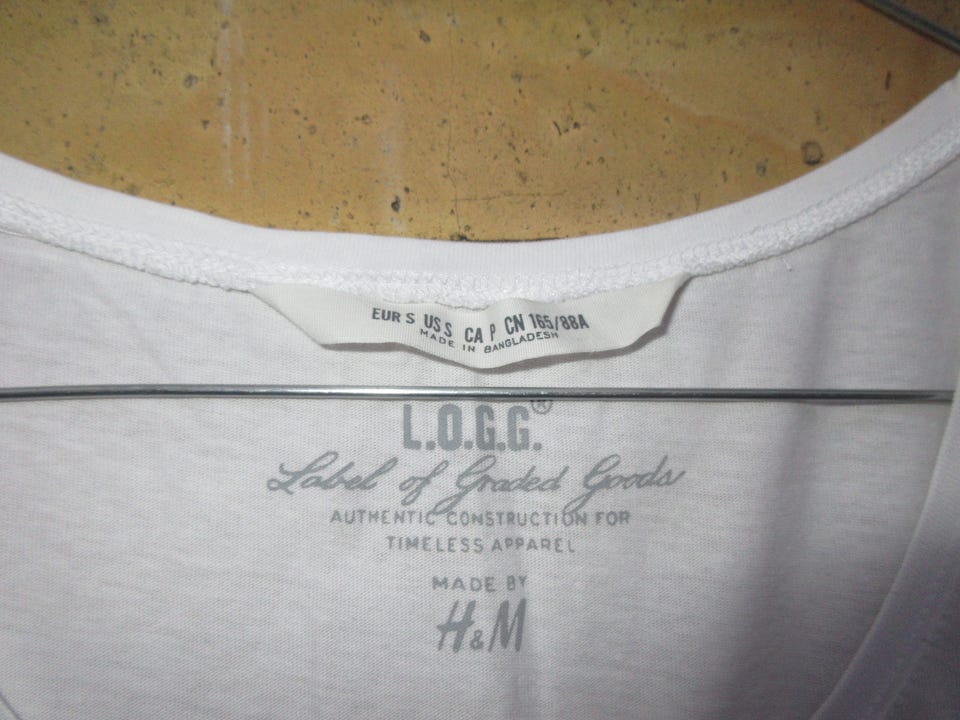 EUR S US S CA P CN 165/88A
MADE IN BANGLADESH
L.O.G.G.®
Label of Graded Goods
AUTHENTIC CONSTRUCTION FOR
TIMELESS APPAREL
MADE BY
H&M